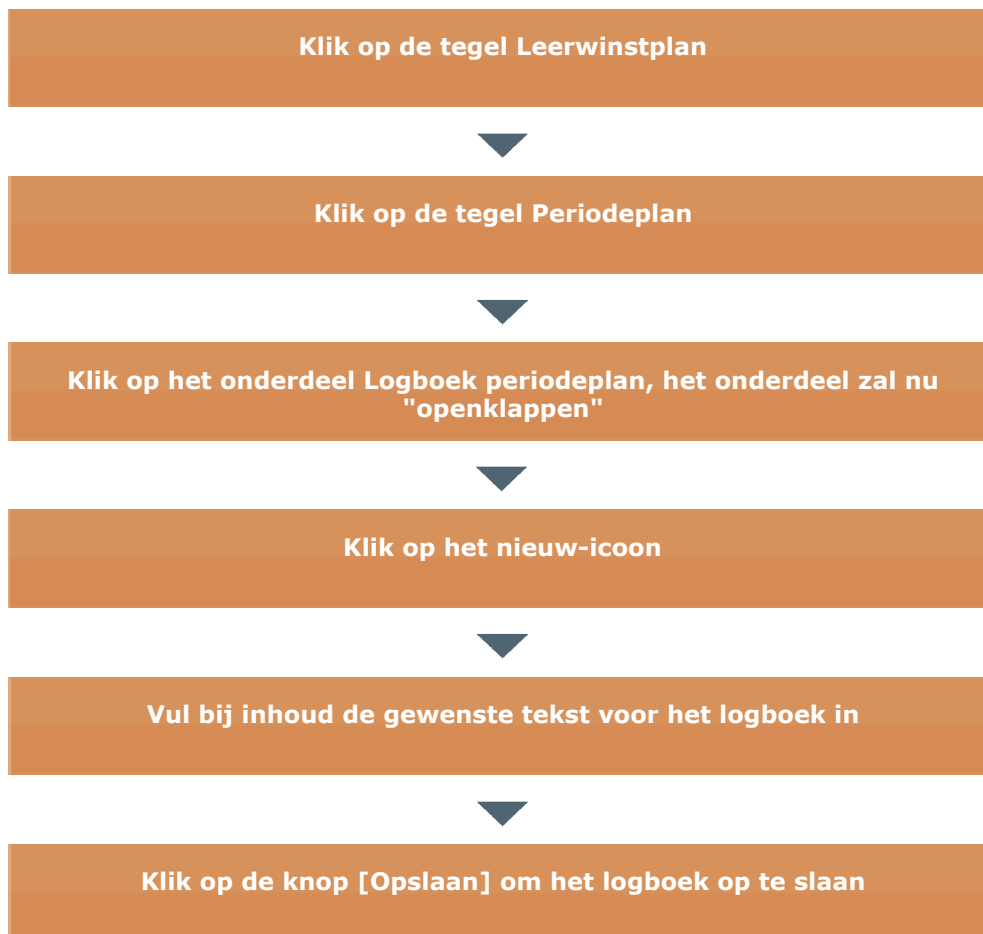 Klik op de tegel Leerwinstplan
Klik op de tegel Periodeplan
Klik op het onderdeel Logboek periodeplan, het onderdeel zal nu
"openklappen"
Klik op het nieuw-icoon
Vul bij inhoud de gewenste tekst voor het logboek in
Klik op de knop [Opslaan] om het logboek op te slaan